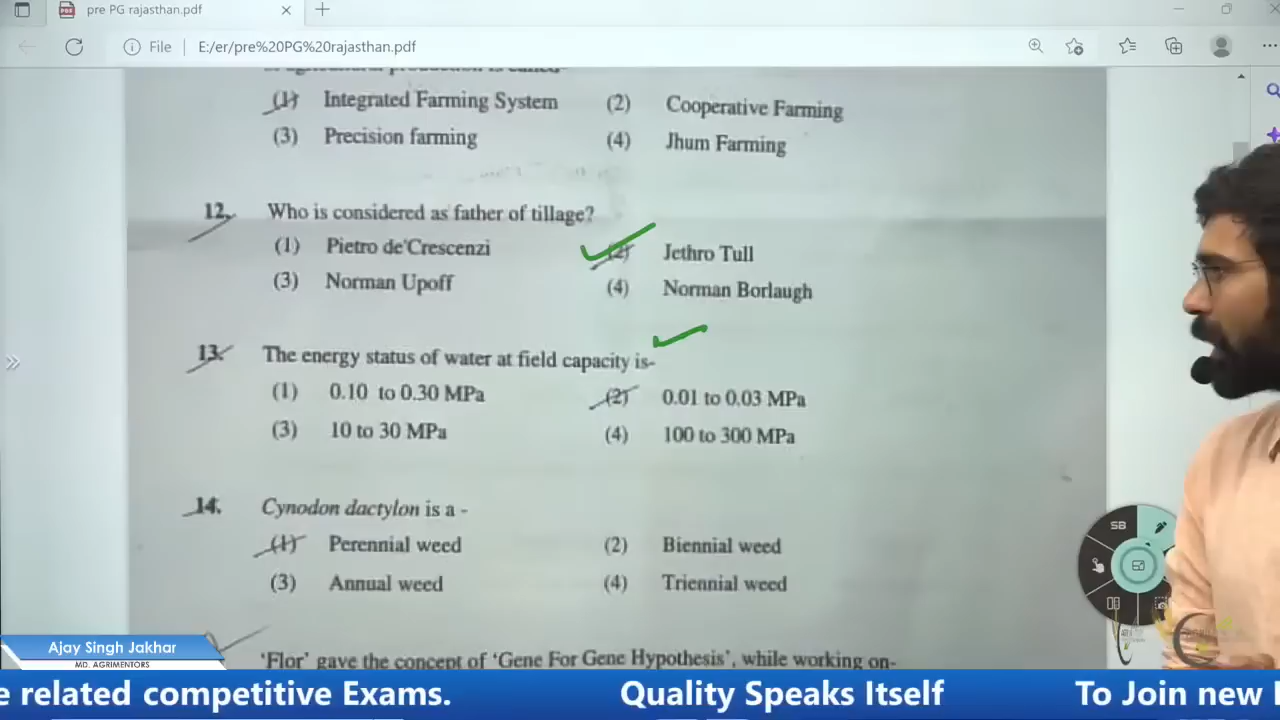 pre PG rajasthan.pdf
File E:/er/pre%20PG%20rajasthan.pdf
of agricultural production is called-
(1) Integrated Farming System (2) Cooperative Farming
(3) Precision farming (4) Jhum Farming
12. Who is considered as father of tillage?
(1) Pietro de'Crescenzi (2) Jethro Tull
(3) Norman Upoff (4) Norman Borlaugh
13. The energy status of water at field capacity is-
(1) 0.10 to 0.30 MPa (2) 0.01 to 0.03 MPa
(3) 10 to 30 MPa (4) 100 to 300 MPa
14. Cynodon dactylon is a -
(1) Perennial weed (2) Biennial weed
(3) Annual weed (4) Triennial weed
'Flor' gave the concept of 'Gene For Gene Hypothesis', while working on-
SB
Ajay Singh Jakhar
MD. AGRIMENTORS
e related competitive Exams. Quality Speaks Itself To Join new